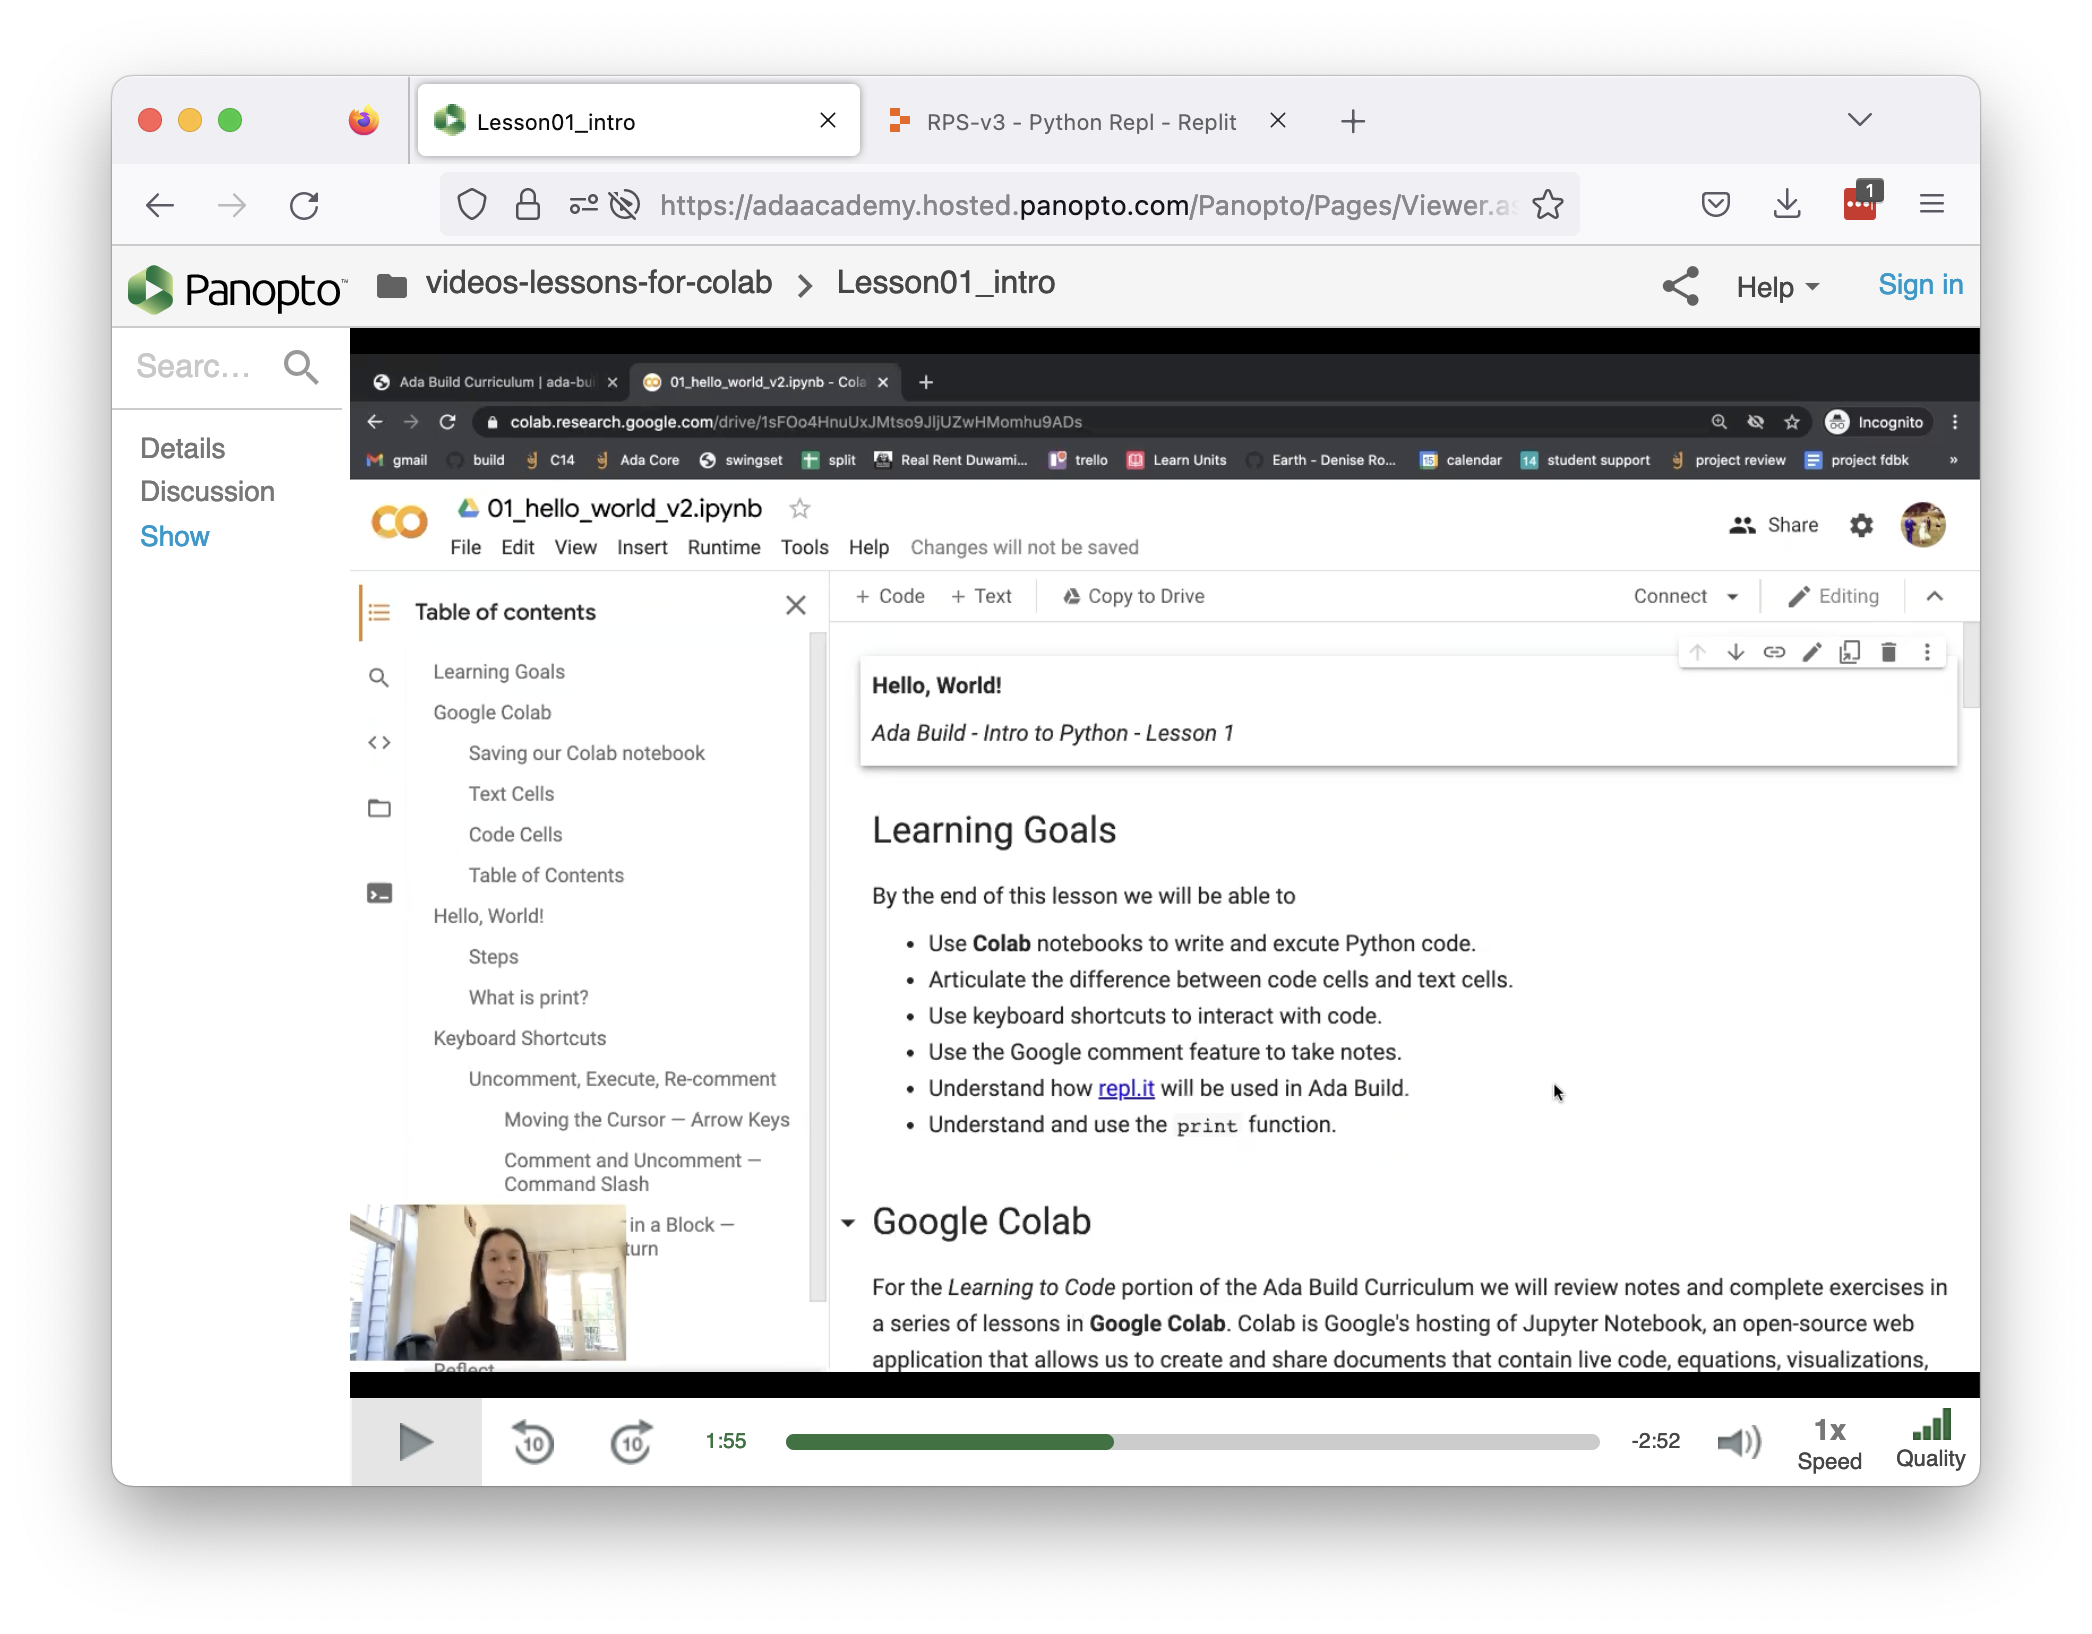 Lesson01_intro
RPS-v3 - Python Repl - Replit
https://adaacademy.hosted.panopto.com/Panopto/Pages/Viewer.as
1
Panopto™
videos-lessons-for-colab > Lesson01_intro
Help
Sign in
Searc...
Details
Discussion
Show
Ada Build Curriculum | ada-bui
01_hello_world_v2.ipynb - Cola
colab.research.google.com/drive/1sFOo4HnuUxJMtso9JljUZwHMomhu9ADs
Incognito
gmail build C14 Ada Core swingset split Real Rent Duwami... trello Learn Units Earth - Denise Ro... 15 calendar 14 student support project review project fdbk »
CO
01_hello_world_v2.ipynb
File Edit View Insert Runtime Tools Help Changes will not be saved
Share
Table of contents
Learning Goals
Google Colab
Saving our Colab notebook
Text Cells
Code Cells
Table of Contents
Hello, World!
Steps
What is print?
Keyboard Shortcuts
Uncomment, Execute, Re-comment
Moving the Cursor — Arrow Keys
Comment and Uncomment —
Command Slash
in a Block —
turn
Reflect
+ Code + Text Copy to Drive
Connect
Editing
Hello, World!
Ada Build - Intro to Python - Lesson 1
Learning Goals
By the end of this lesson we will be able to
• Use Colab notebooks to write and excute Python code.
• Articulate the difference between code cells and text cells.
• Use keyboard shortcuts to interact with code.
• Use the Google comment feature to take notes.
• Understand how repl.it will be used in Ada Build.
• Understand and use the print function.
Google Colab
For the Learning to Code portion of the Ada Build Curriculum we will review notes and complete exercises in
a series of lessons in Google Colab. Colab is Google's hosting of Jupyter Notebook, an open-source web
application that allows us to create and share documents that contain live code, equations, visualizations,
10
10
1:55
-2:52
1x
Speed
Quality